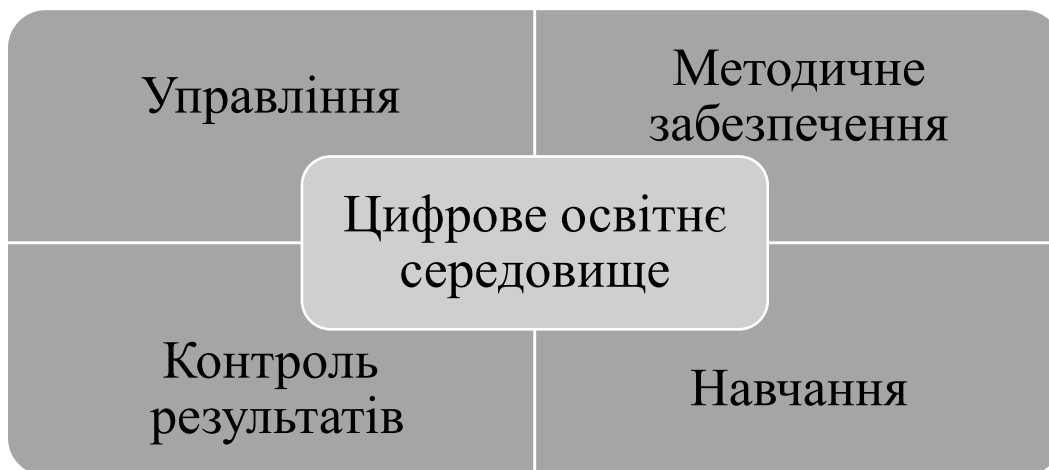 Управління
Методичне
забезпечення
Цифрове освітнє
середовище
Контроль
результатів
Навчання